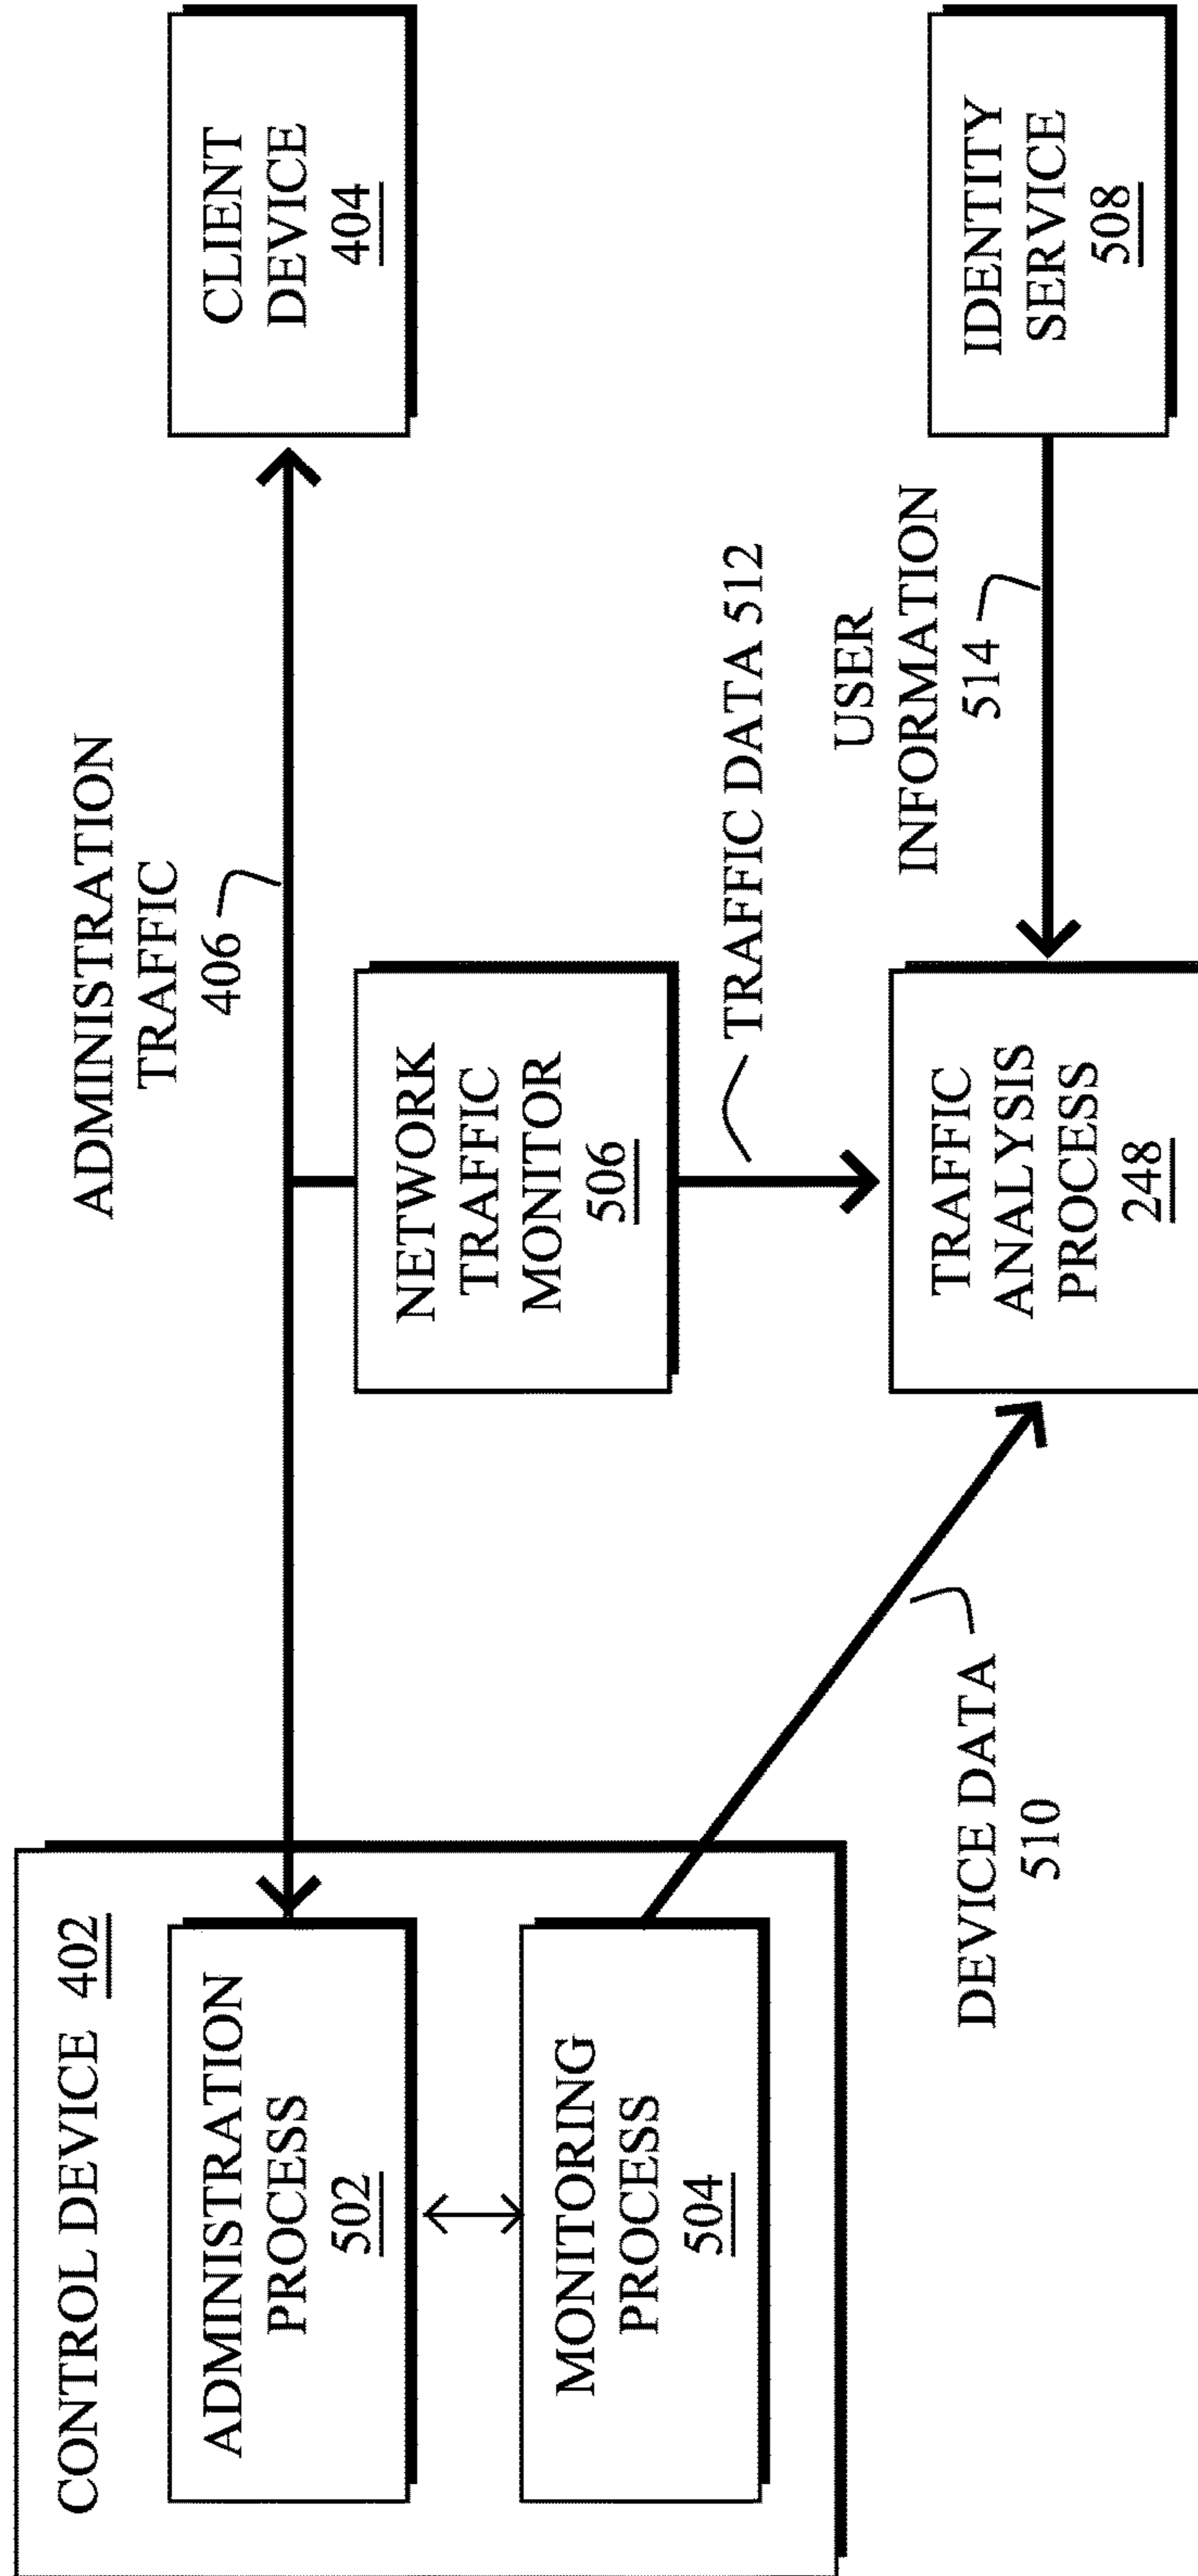 CONTROL DEVICE 402
ADMINISTRATION
PROCESS
502
MONITORING
PROCESS
504
ADMINISTRATION
TRAFFIC
406
CLIENT
DEVICE
404
NETWORK
TRAFFIC
MONITOR
506
TRAFFIC DATA 512
DEVICE DATA
510
TRAFFIC
ANALYSIS
PROCESS
248
USER
INFORMATION
514
IDENTITY
SERVICE
508